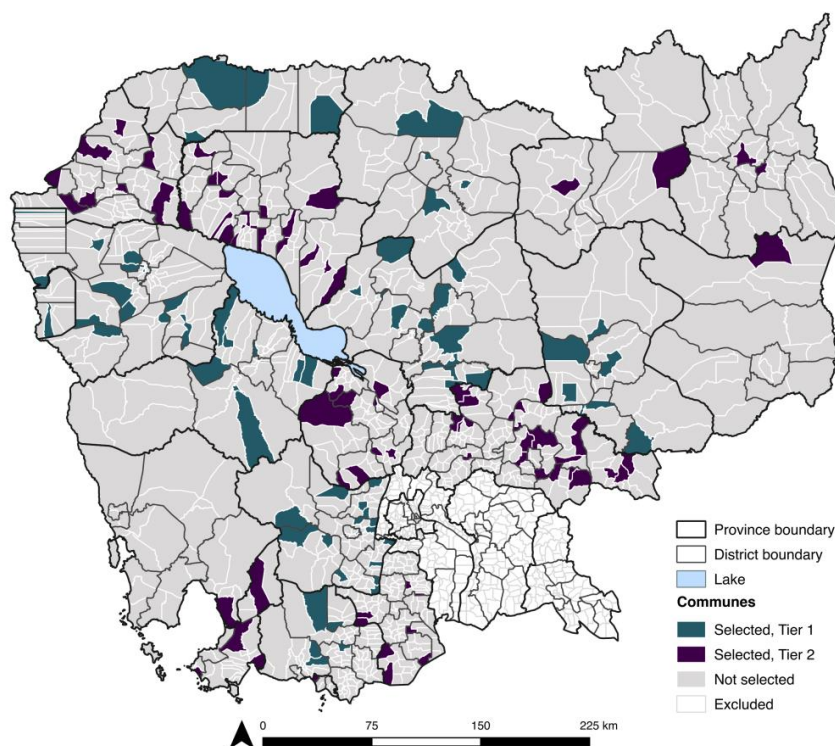 Province boundary
District boundary
Lake
Communes
Selected, Tier 1
Selected, Tier 2
Not selected
Excluded
0 75 150 225 km